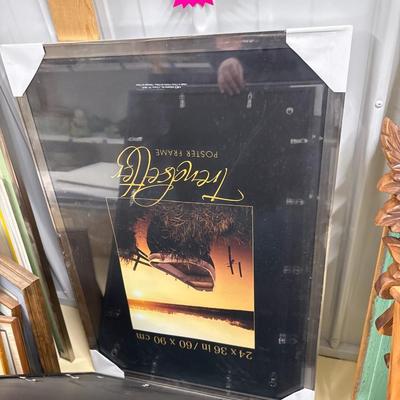 Trendsetter
POSTER FRAME
24 x 36 in / 60 x 90 cm